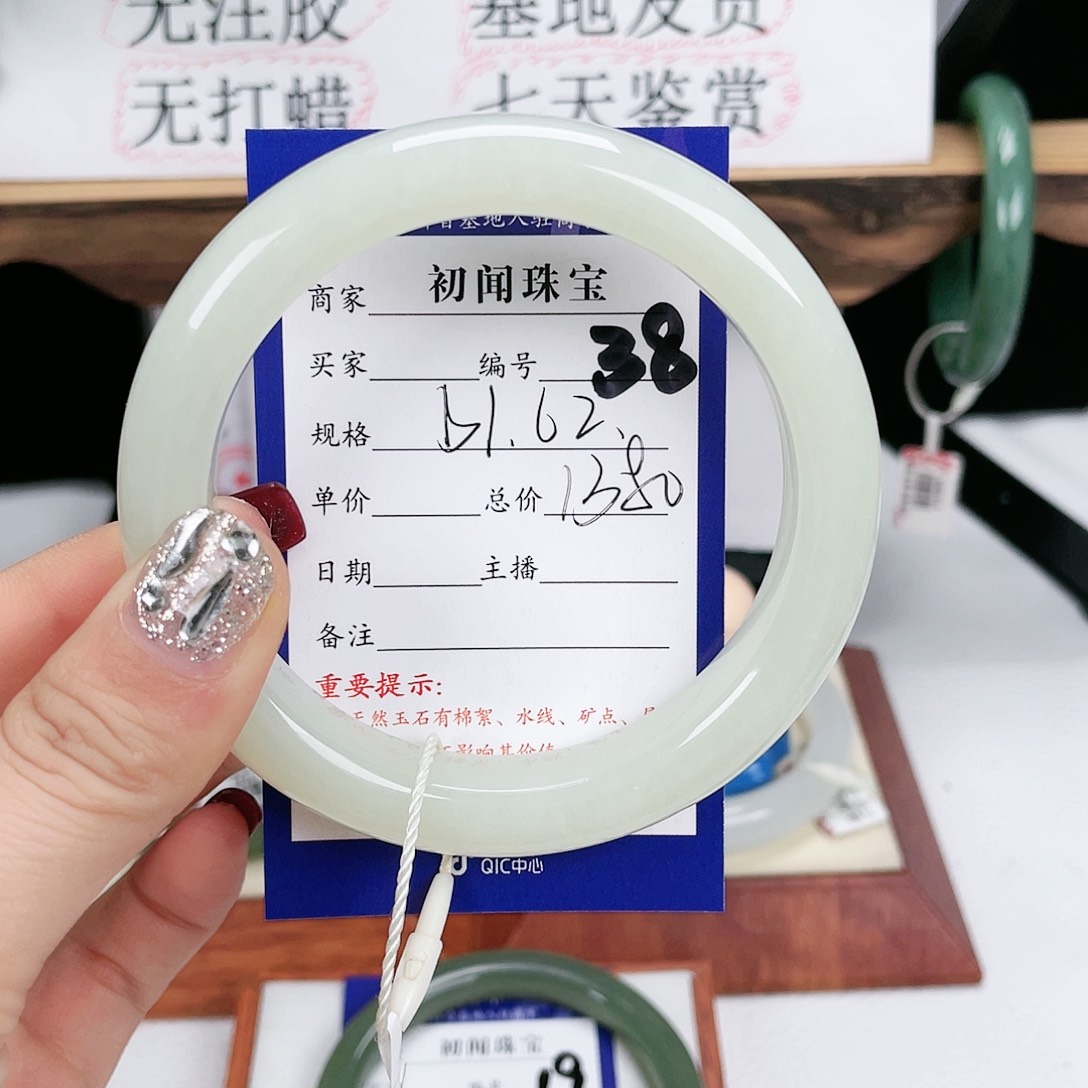 无注胶 基地发货
无打蜡 七天鉴赏
商家 初闻珠宝
买家 编号 38
规格 61.62.
单价 总价
日期 主播
备注
重要提示:
天然玉石有棉絮、水线、矿点、
影响其价值
QIC中心
初闻珠宝
19